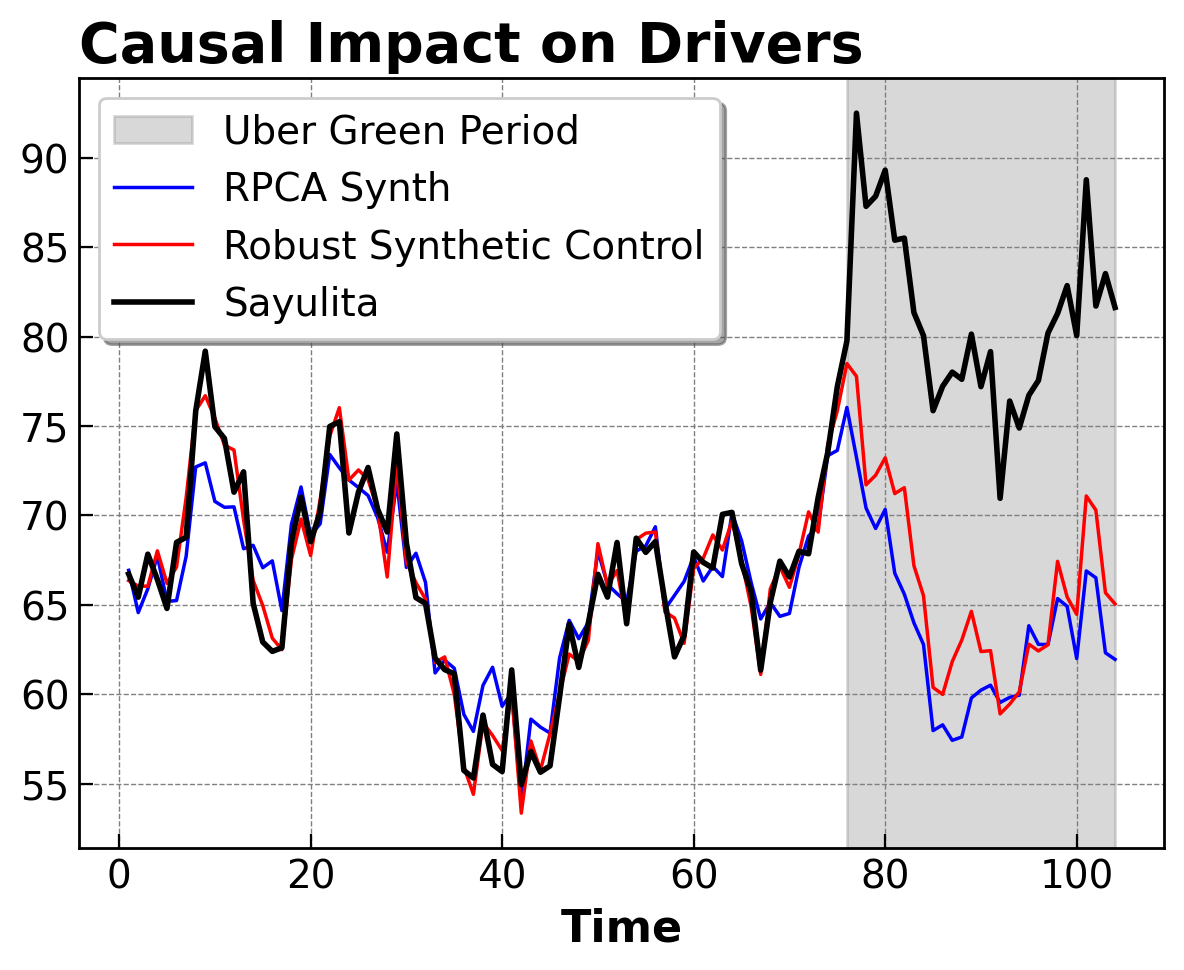 Causal Impact on Drivers
Uber Green Period
RPCA Synth
Robust Synthetic Control
Sayulita
90
85
80
75
70
65
60
55
0 20 40 60 80 100
Time